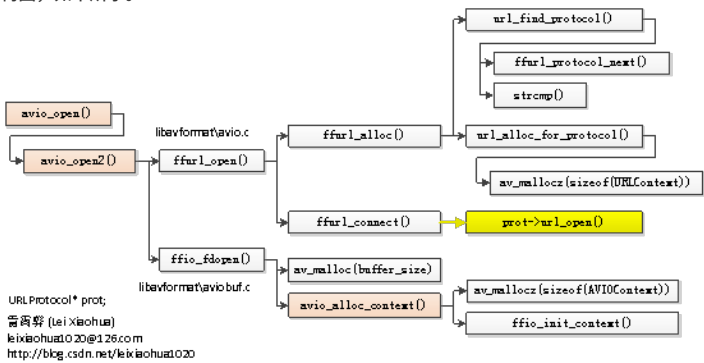 url_find_protocol()
ffurl_protocol_next()
strcmp()
avio_open()
libavformat\avio.c
ffurl_alloc()
url_alloc_for_protocol()
avio_open2()
ffurl_open()
av_mallocz(sizeof(URLContext))
ffurl_connect()
prot->url_open()
ffio_fdopen()
av_malloc(buffer_size)
libavformat\aviobuf.c
av_mallocz(sizeof(AVIOContext))
avio_alloc_context()
URLProtocol* prot;
ffio_init_context()
雷霄骅 (Lei Xiaohua)
leixiaohua1020@126.com
http://blog.csdn.net/leixiaohua1020